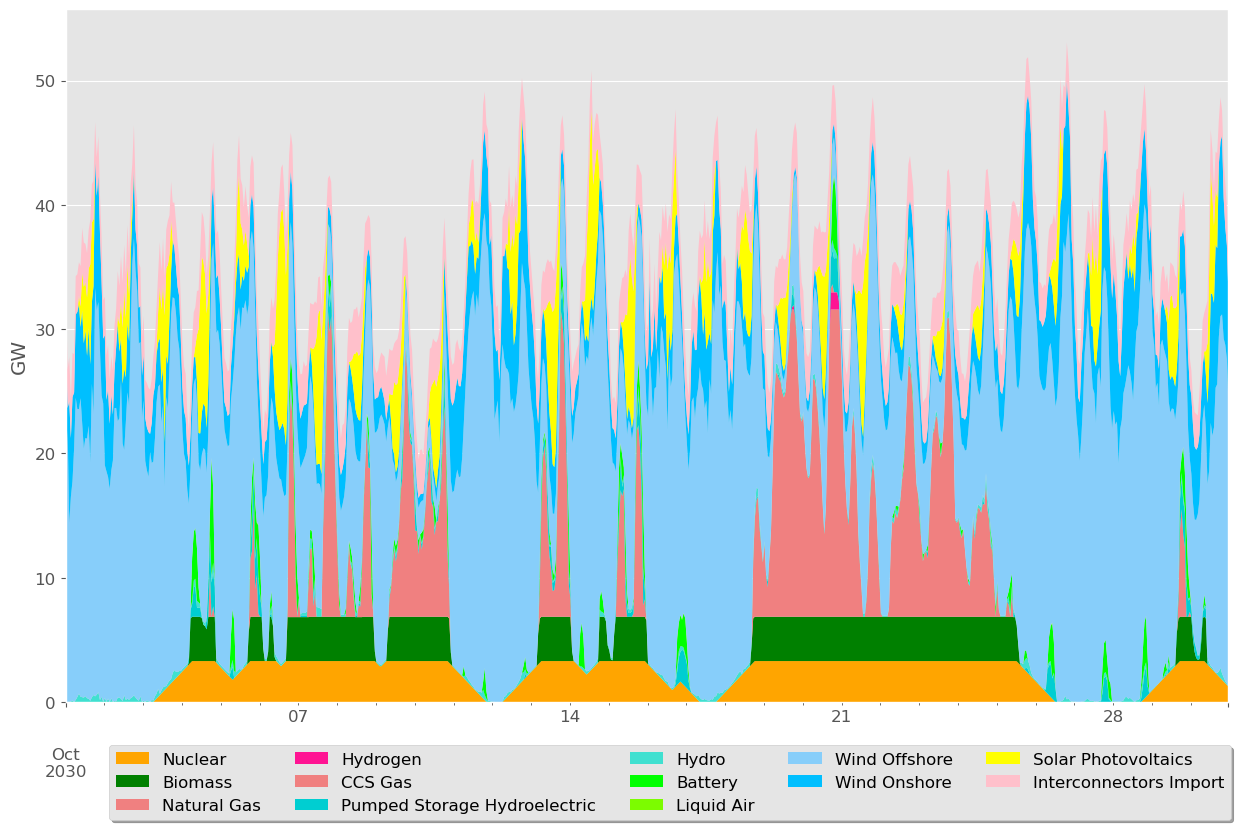 50
40
GW
30
20
10
0
07 14 21 28
Oct
2030
Nuclear Hydrogen Hydro Wind Offshore Solar Photovoltaics
Biomass CCS Gas Battery Wind Onshore Interconnectors Import
Natural Gas Pumped Storage Hydroelectric Liquid Air